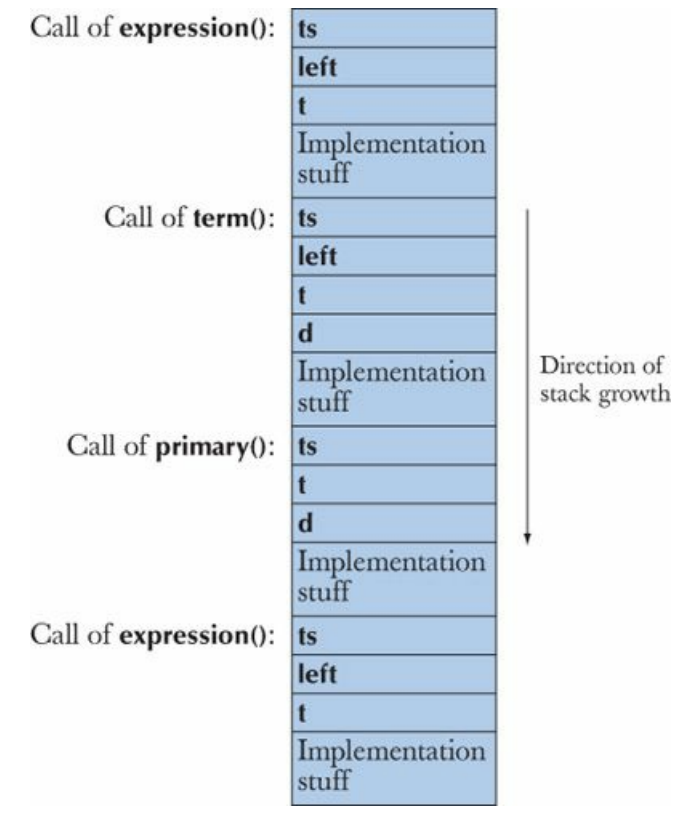 Call of expression(): ts
left
t
Implementation
stuff
Call of term(): ts
left
t
d
Implementation
stuff
Direction of
stack growth
Call of primary(): ts
t
d
Implementation
stuff
Call of expression(): ts
left
t
Implementation
stuff